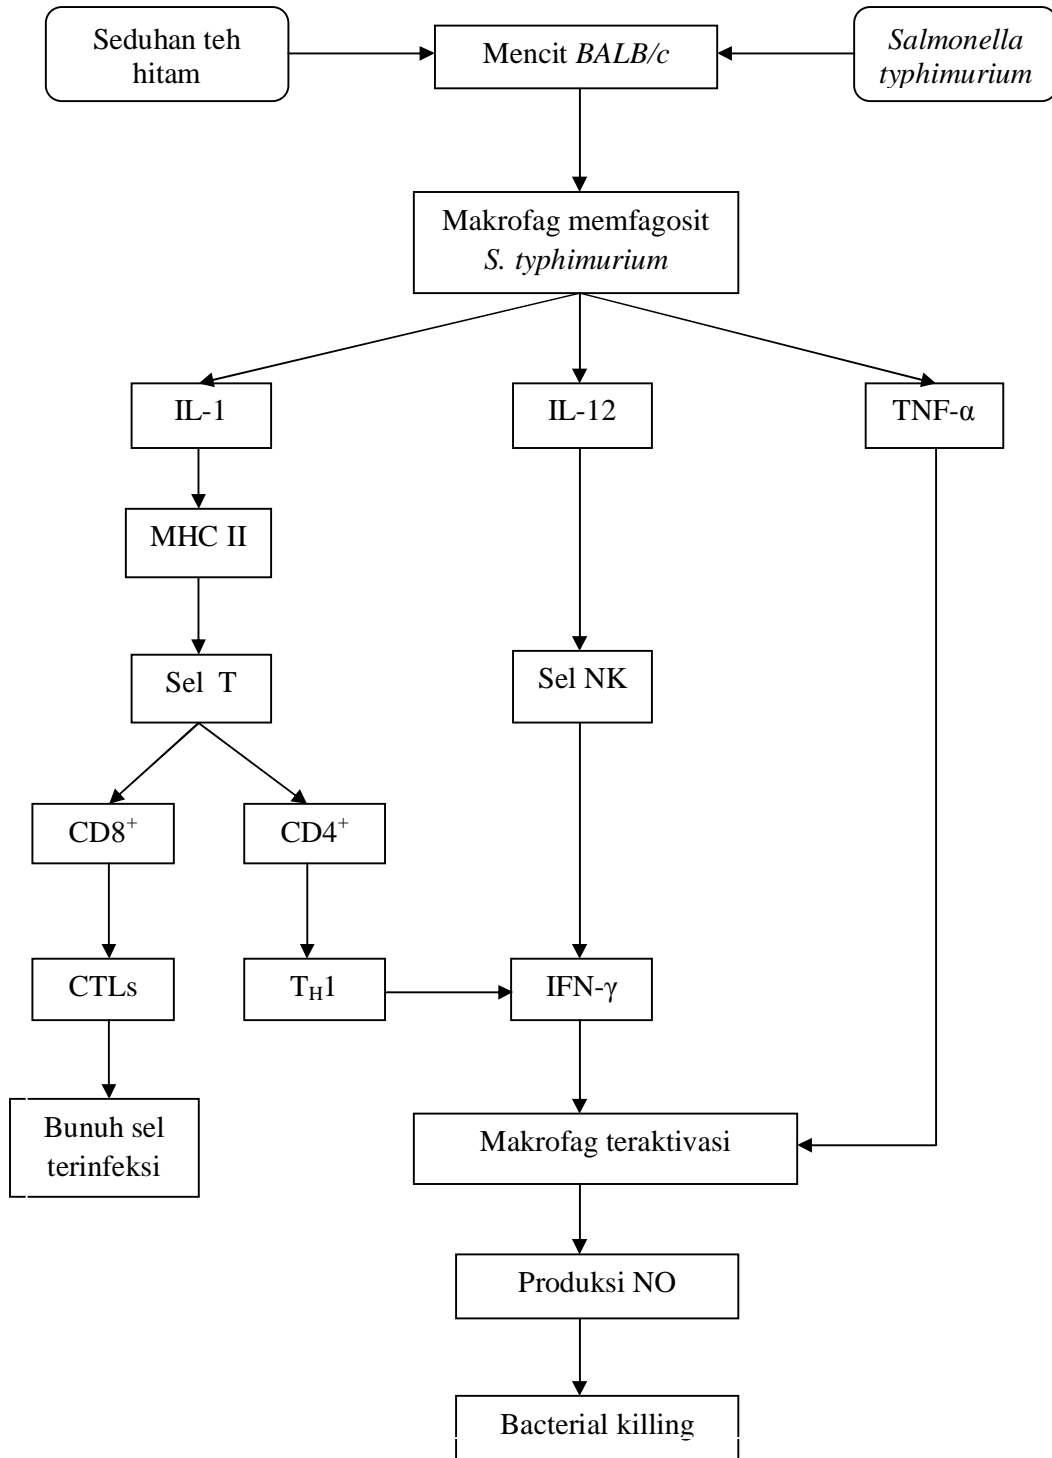 Seduhan teh
hitam
Mencit BALB/c
Salmonella
typhimurium
Makrofag memfagosit
S. typhimurium
IL-1
IL-12
TNF-α
MHC II
Sel T
Sel NK
CD8⁺
CD4⁺
CTLs
T_H1
IFN-γ
Bunuh sel
terinfeksi
Makrofag teraktivasi
Produksi NO
Bacterial killing